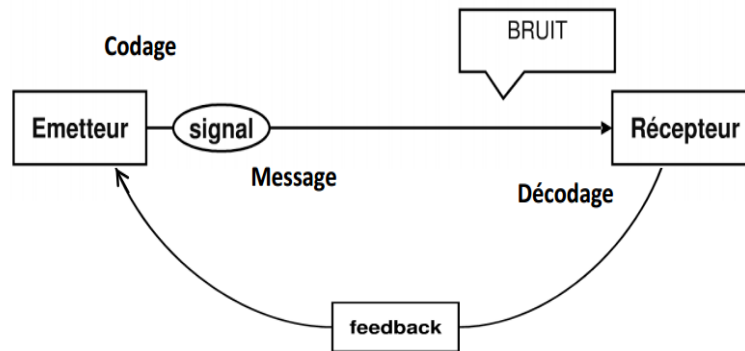 Codage
BRUIT
Emetteur
signal
Récepteur
Message
Décodage
feedback